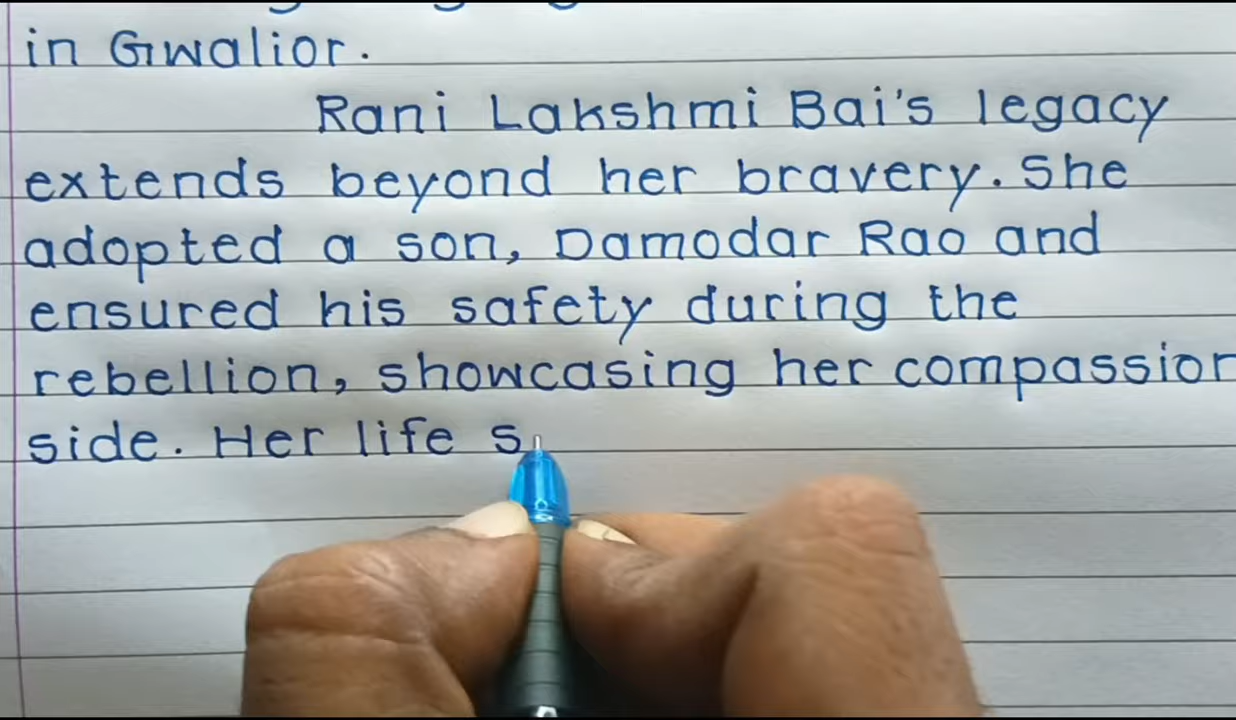 in Gwalior.
Rani Lakshmi Bai's legacy
extends beyond her bravery. She
adopted a son, Damodar Rao and
ensured his safety during the
rebellion, showcasing her compassion
side. Her life s